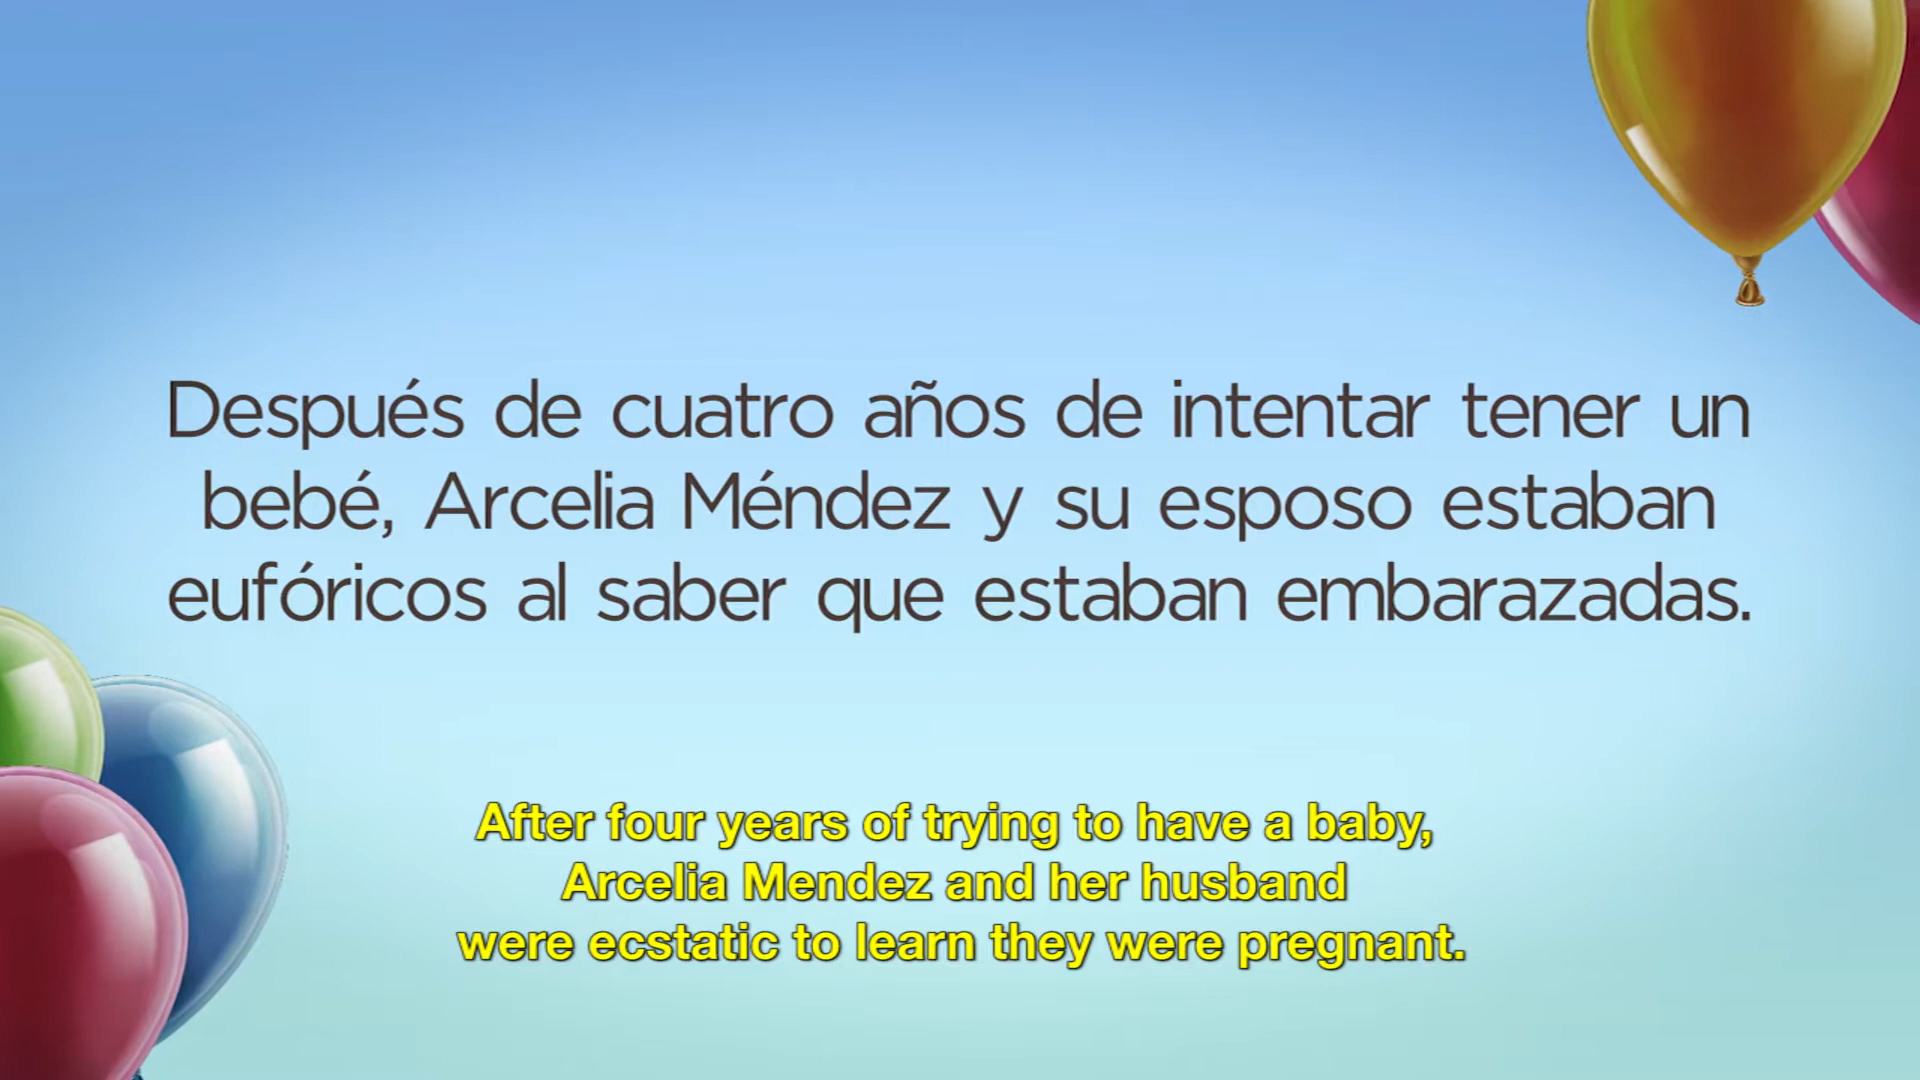 Después de cuatro años de intentar tener un
bebé, Arcelia Méndez y su esposo estaban
eufóricos al saber que estaban embarazadas.
After four years of trying to have a baby,
Arcelia Mendez and her husband
were ecstatic to learn they were pregnant.